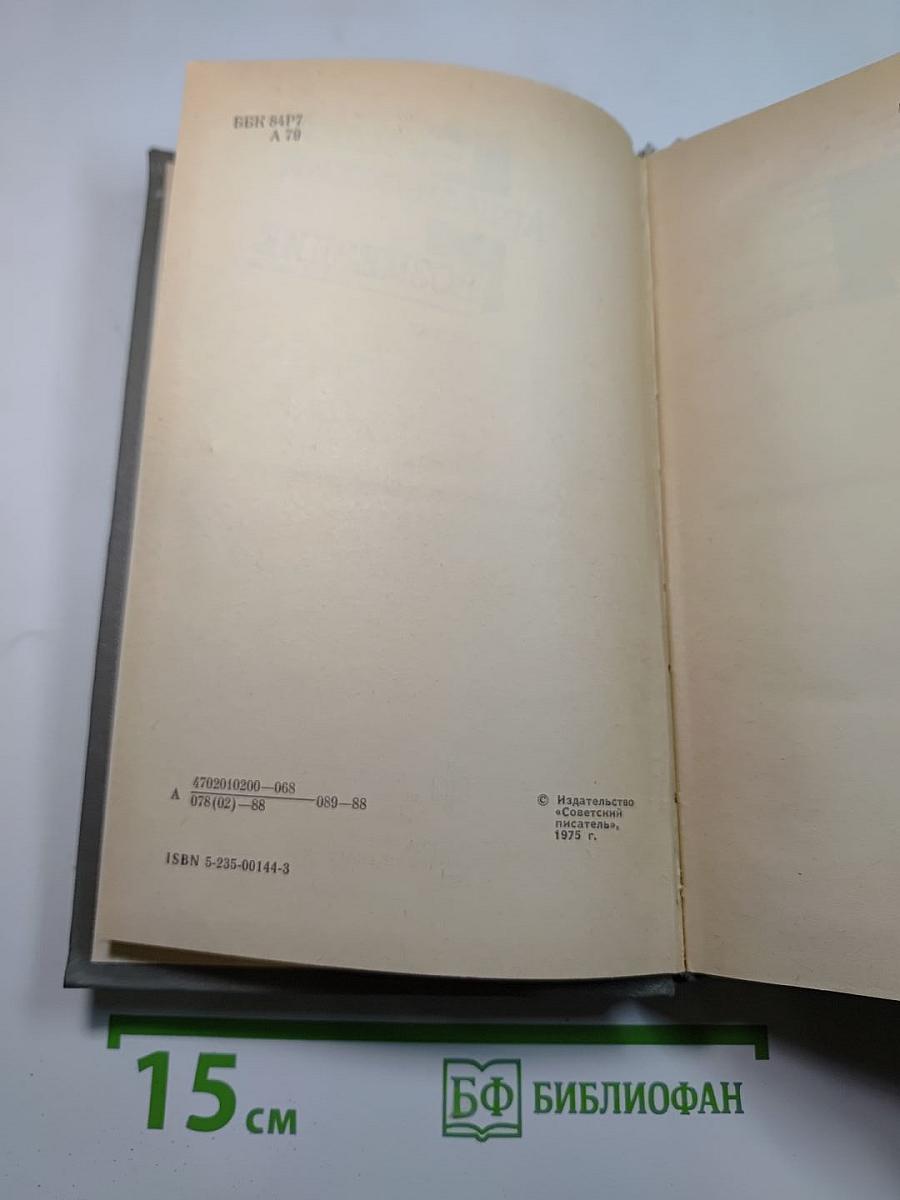 ББК 84Р7
А 79
А 4702010200—068
078(02)—88 —089—88
ISBN 5-235-00144-3
© Издательство
«Советский
писатель»,
1975 г.
15 см
БФ БИБЛИОФАН